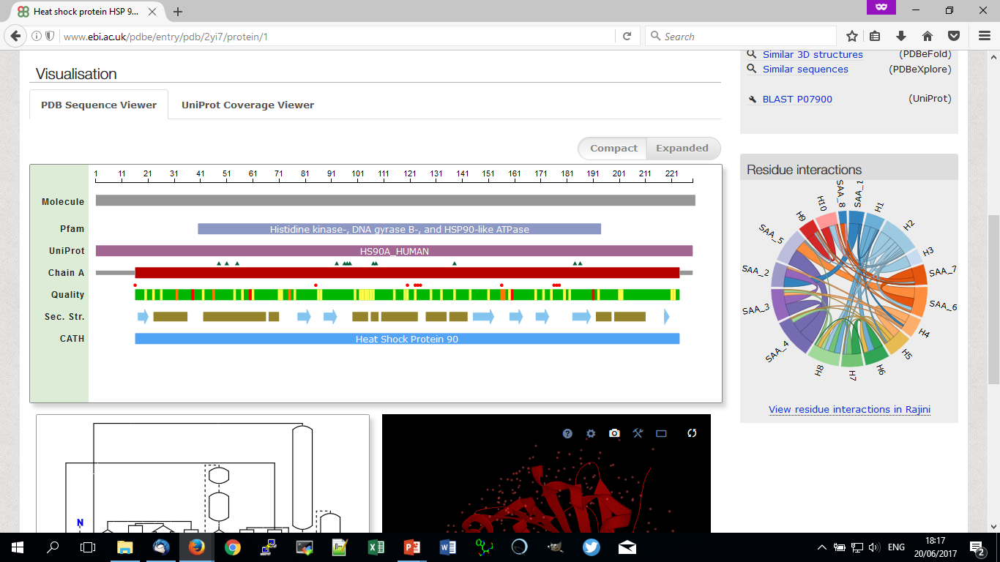 Heat shock protein HSP 9...
www.ebi.ac.uk/pdbe/entry/pdb/2yi7/protein/1
Search
Visualisation
PDB Sequence Viewer
UniProt Coverage Viewer
Compact
Expanded
1 11 21 31 41 51 61 71 81 91 101 111 121 131 141 151 161 171 181 191 201 211 221
Molecule
Pfam
Histidine kinase-, DNA gyrase B-, and HSP90-like ATPase
UniProt
HS90A_HUMAN
Chain A
Quality
Sec. Str.
CATH
Heat Shock Protein 90
N
?
Similar 3D structures (PDBeFold)
Similar sequences (PDBeXplore)
BLAST P07900 (UniProt)
Residue interactions
SAA_1
H1
H2
H3
SAA_7
SAA_6
H4
H5
H6
H7
H8
SAA_4
SAA_3
SAA_2
SAA_5
H9
H10
SAA_8
View residue interactions in Rajini
ENG
18:17
20/06/2017
2